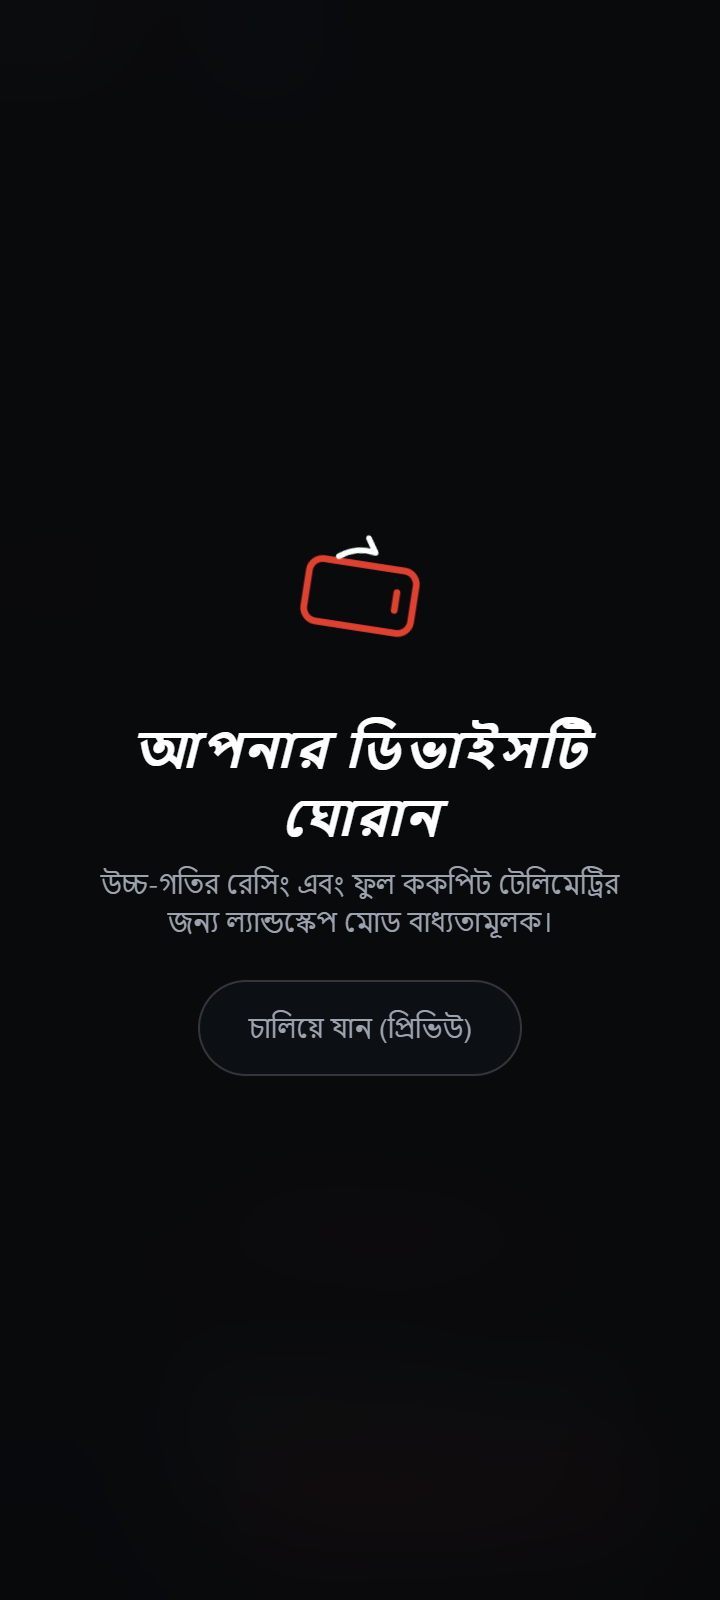 আপনার ডিভাইসটি
ঘোরান
উচ্চ-গতির রেসিং এবং ফুল ককপিট টেলিমেট্রির
জন্য ল্যান্ডস্কেপ মোড বাধ্যতামূলক।
চালিয়ে যান (প্রিভিউ)